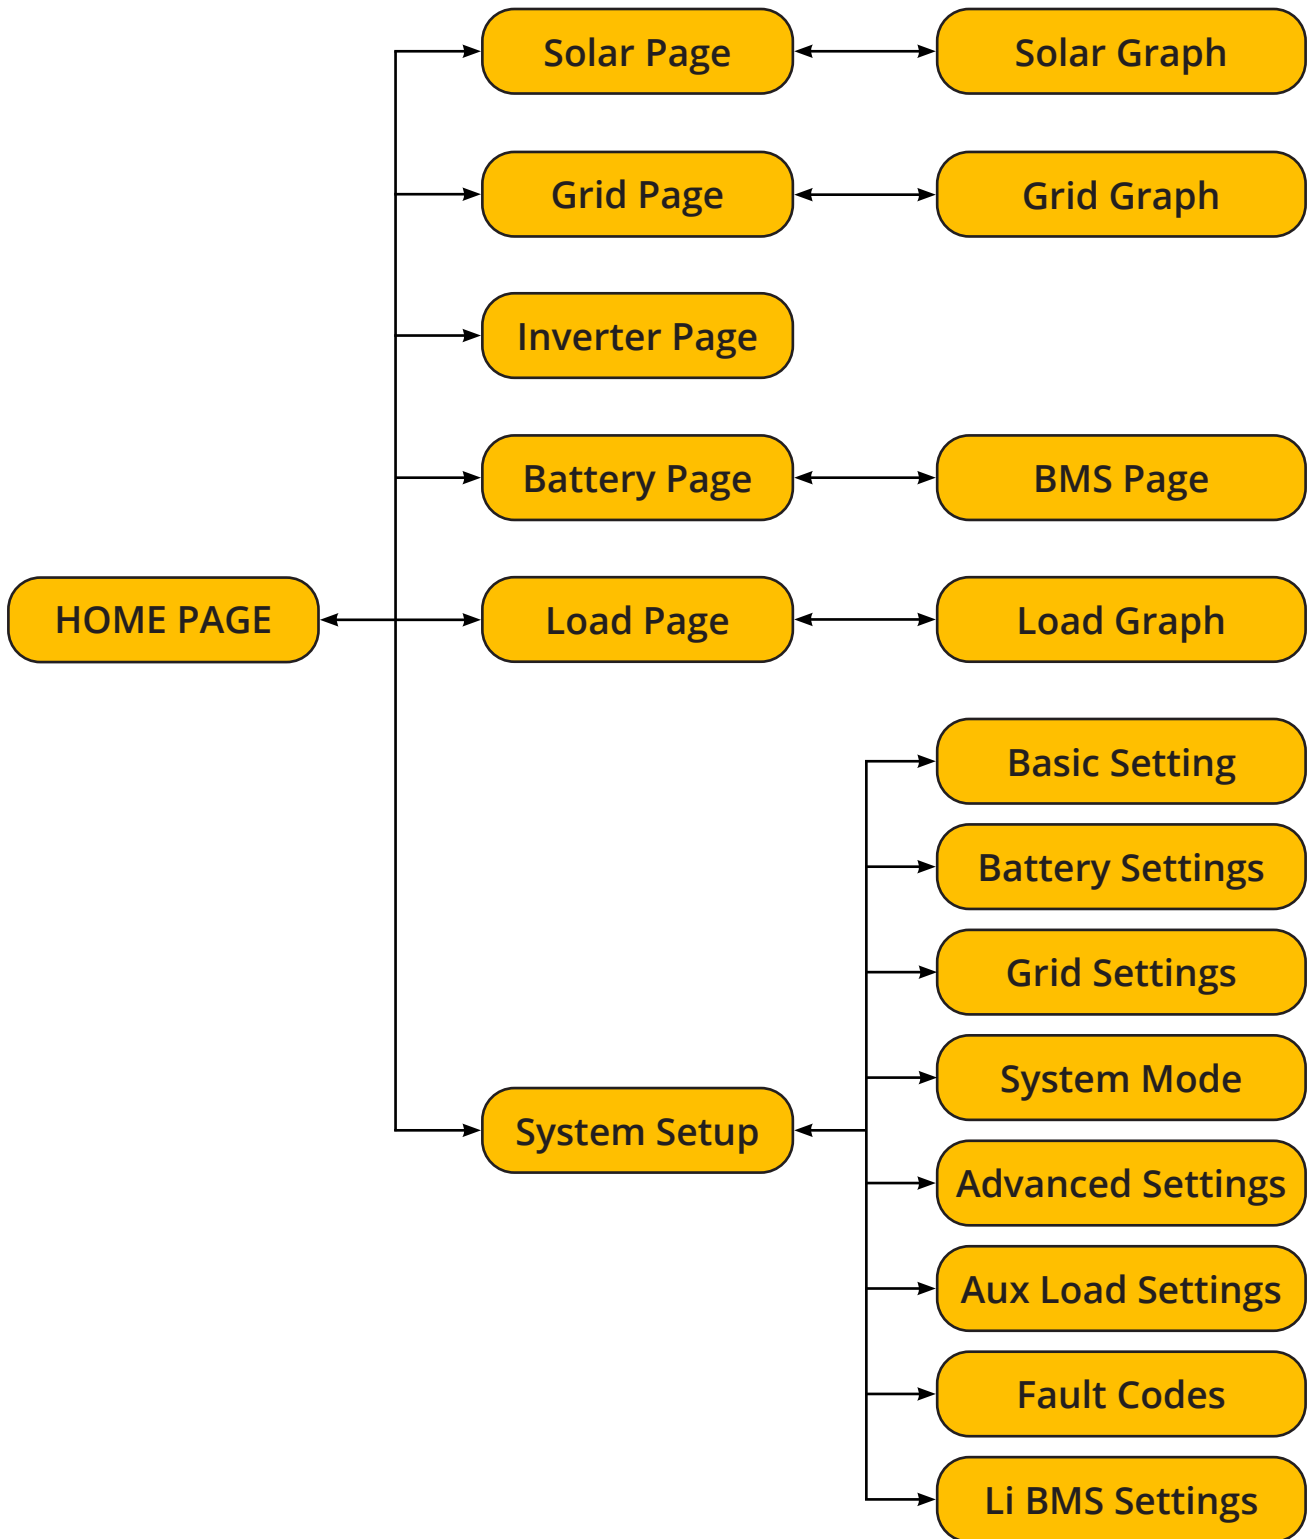 Solar Page
Solar Graph
Grid Page
Grid Graph
Inverter Page
Battery Page
BMS Page
HOME PAGE
Load Page
Load Graph
Basic Setting
Battery Settings
Grid Settings
System Mode
System Setup
Advanced Settings
Aux Load Settings
Fault Codes
Li BMS Settings